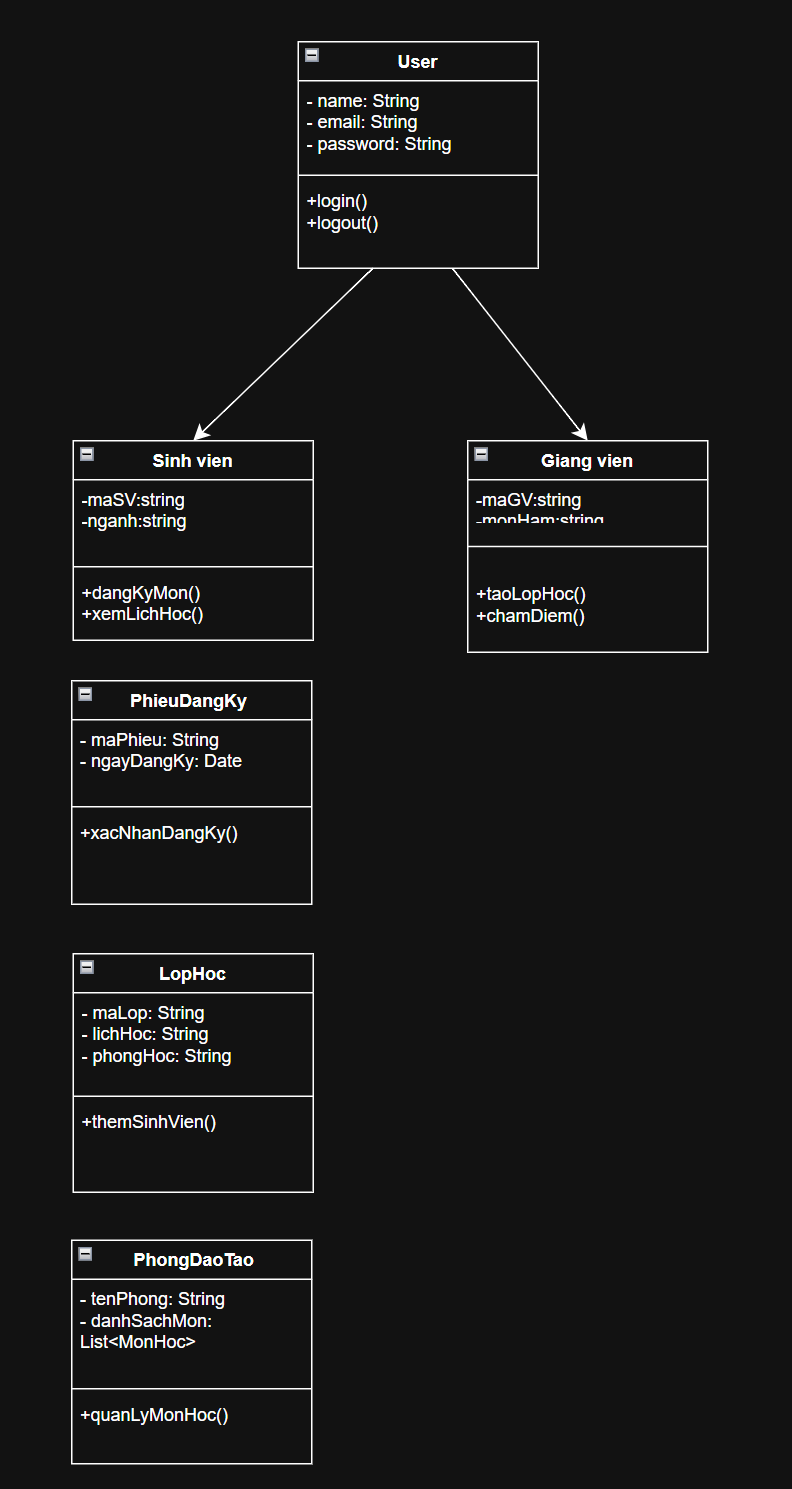 User
- name: String
- email: String
- password: String
+login()
+logout()
Sinh vien
-maSV:string
-nganh:string
+dangKyMon()
+xemLichHoc()
Giang vien
-maGV:string
-monHam:string
+taoLopHoc()
+chamDiem()
PhieuDangKy
- maPhieu: String
- ngayDangKy: Date
+xacNhanDangKy()
LopHoc
- maLop: String
- lichHoc: String
- phongHoc: String
+themSinhVien()
PhongDaoTao
- tenPhong: String
- danhSachMon:
List<MonHoc>
+quanLyMonHoc()